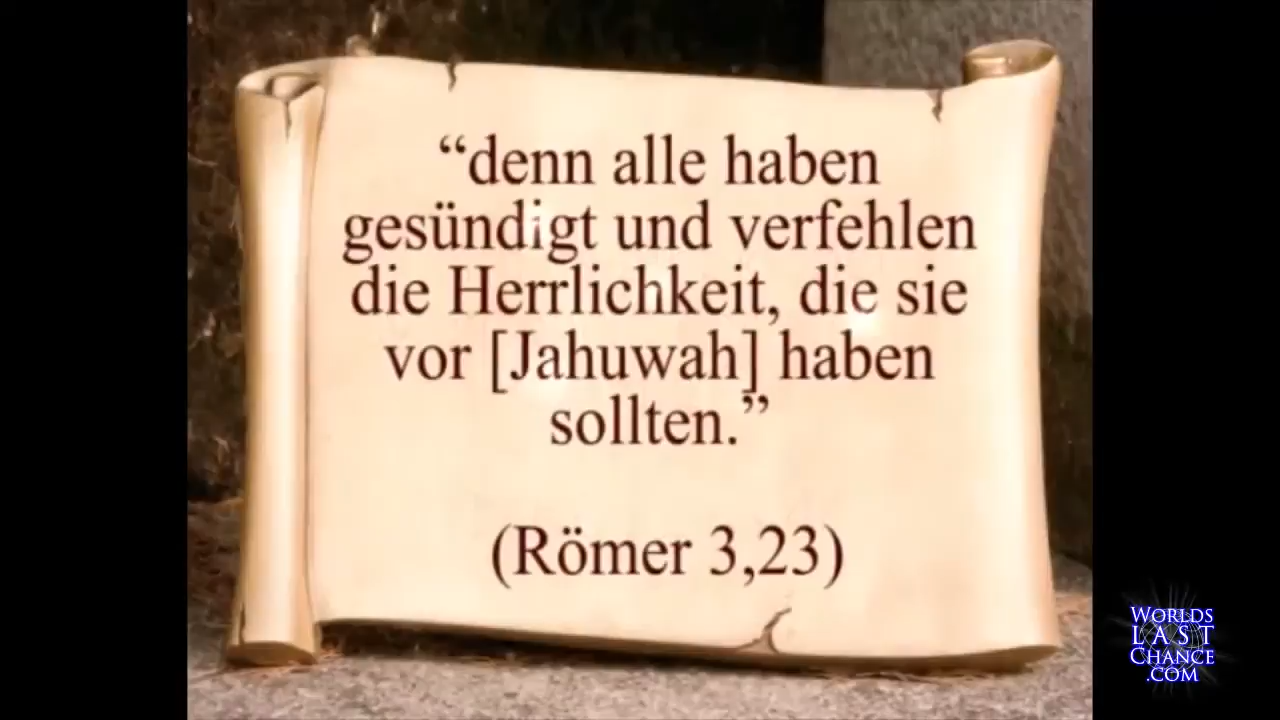 “denn alle haben
gesündigt und verfehlen
die Herrlichkeit, die sie
vor [Jahuwah] haben
sollten.”
(Römer 3,23)
WORLDS
LAST
CHANCE
.COM